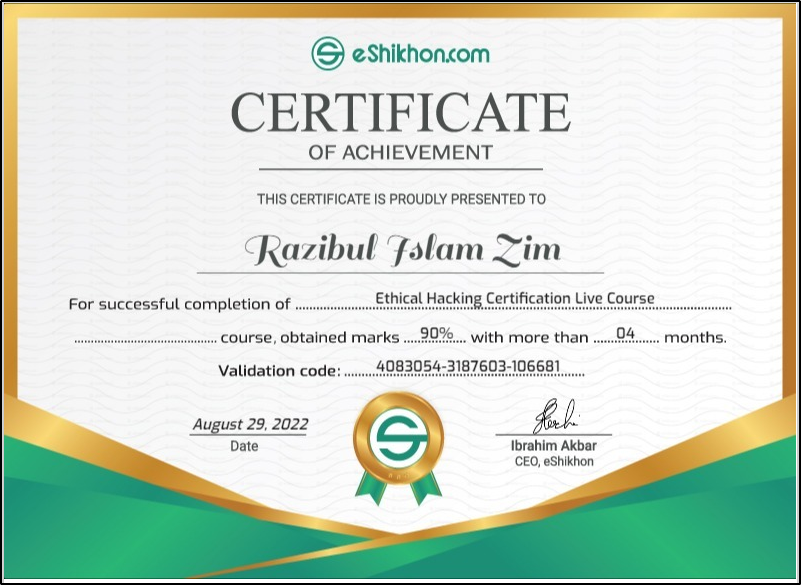 eShikhon.com
CERTIFICATE
OF ACHIEVEMENT
THIS CERTIFICATE IS PROUDLY PRESENTED TO
Razibul Islam Zim
For successful completion of ........ Ethical Hacking Certification Live Course ........
........ course, obtained marks ....90%.... with more than ....04.... months.
Validation code: ....4083054-3187603-106681....
August 29, 2022
Date
Ibrahim Akbar
CEO, eShikhon